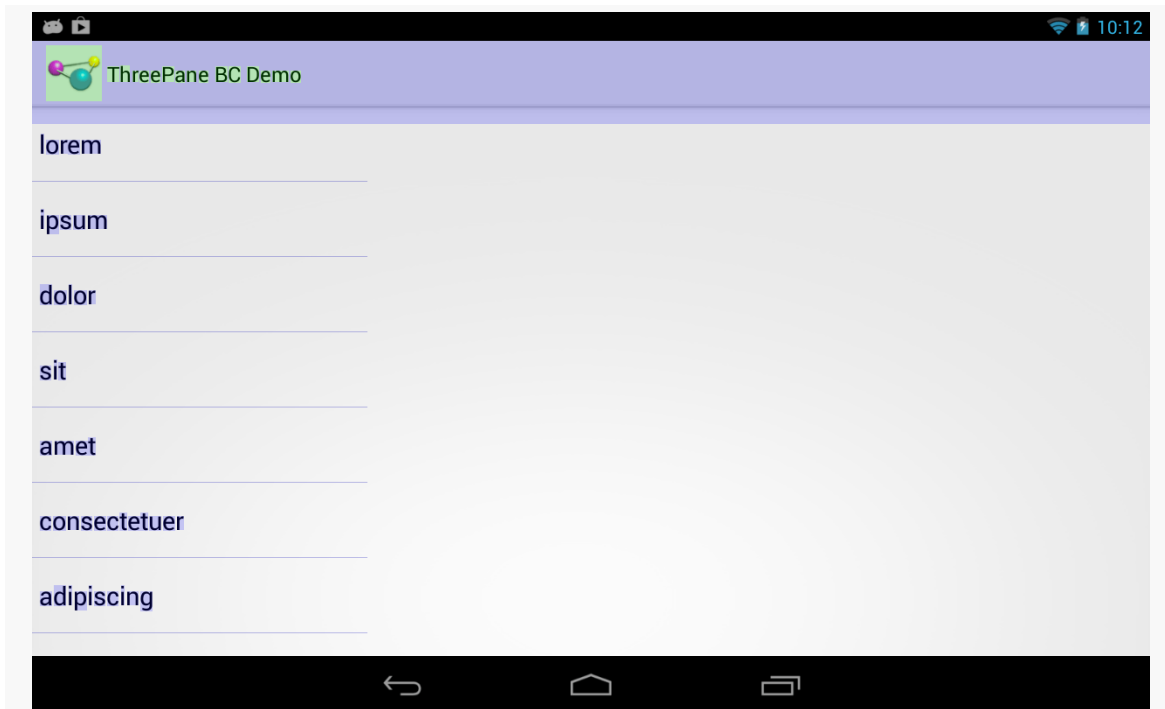 10:12
ThreePane BC Demo
lorem
ipsum
dolor
sit
amet
consectetuer
adipiscing